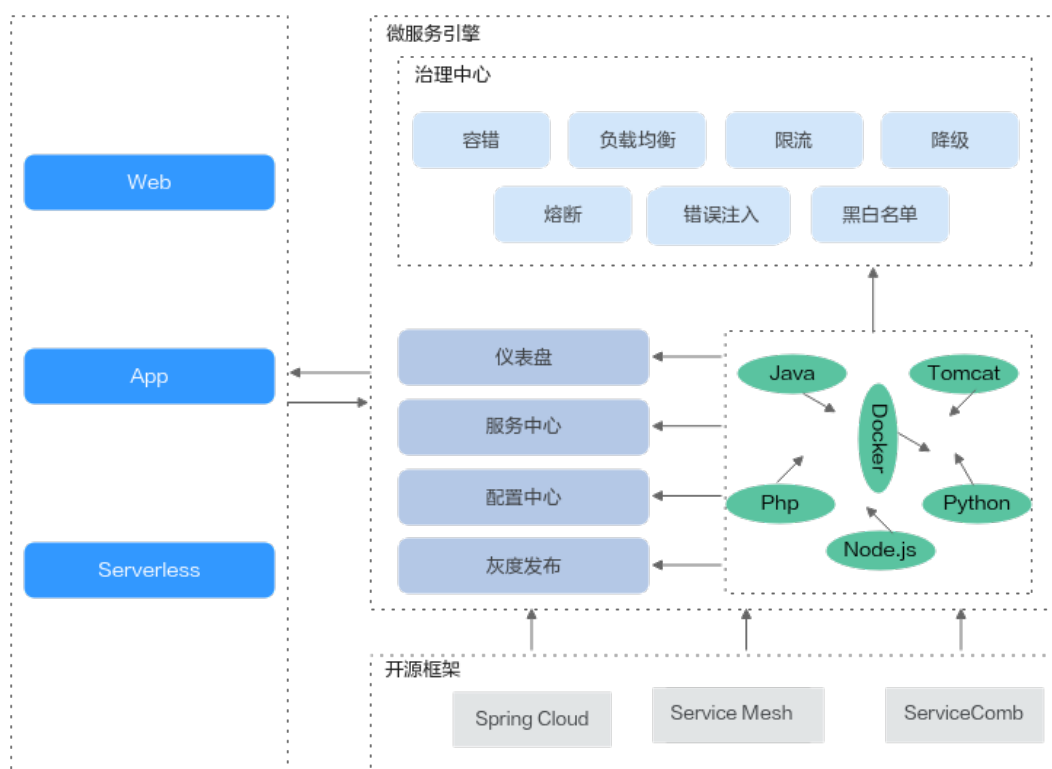 微服务引擎
治理中心
容错
负载均衡
限流
降级
熔断
错误注入
黑白名单
Web
App
Serverless
仪表盘
服务中心
配置中心
灰度发布
Java
Tomcat
Docker
Php
Python
Node.js
开源框架
Spring Cloud
Service Mesh
ServiceComb